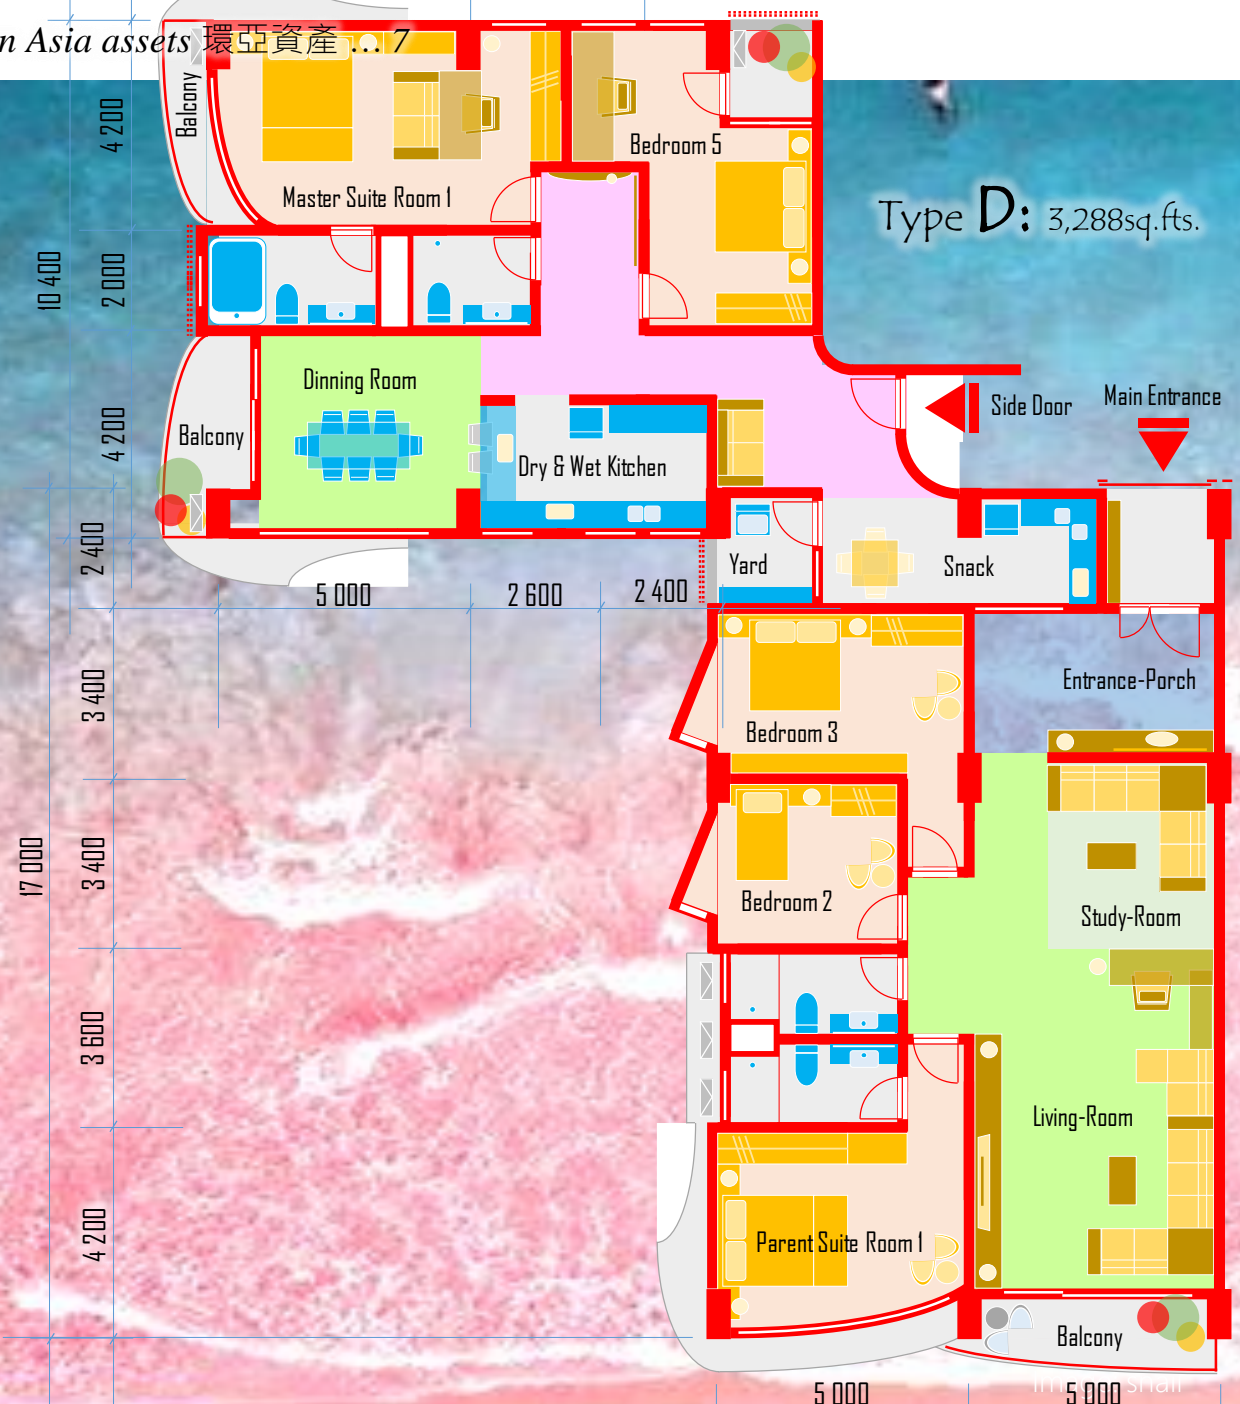 n Asia assets 環亞資產 ... 7
Balcony
4 200
Bedroom 5
Master Suite Room 1
Type D: 3,288sq.fts.
10 400
2 000
Dinning Room
Side Door
Main Entrance
4 200
Balcony
Dry & Wet Kitchen
2 400
Yard
Snack
5 000
2 600
2 400
3 400
Entrance-Porch
Bedroom 3
17 000
3 400
Bedroom 2
Study-Room
3 600
Living-Room
4 200
Parent Suite Room 1
Balcony
5 000
5 000